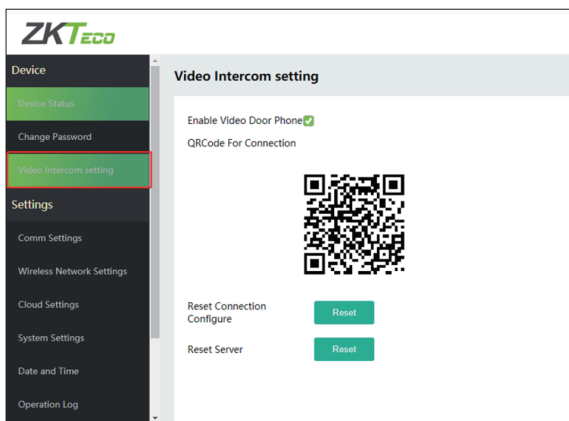 ZKTECO
Device
Device Status
Change Password
Video Intercom setting
Settings
Comm Settings
Wireless Network Settings
Cloud Settings
System Settings
Date and Time
Operation Log
Video Intercom setting
Enable Video Door Phone
QRCode For Connection
Reset Connection
Configure
Reset
Reset Server
Reset